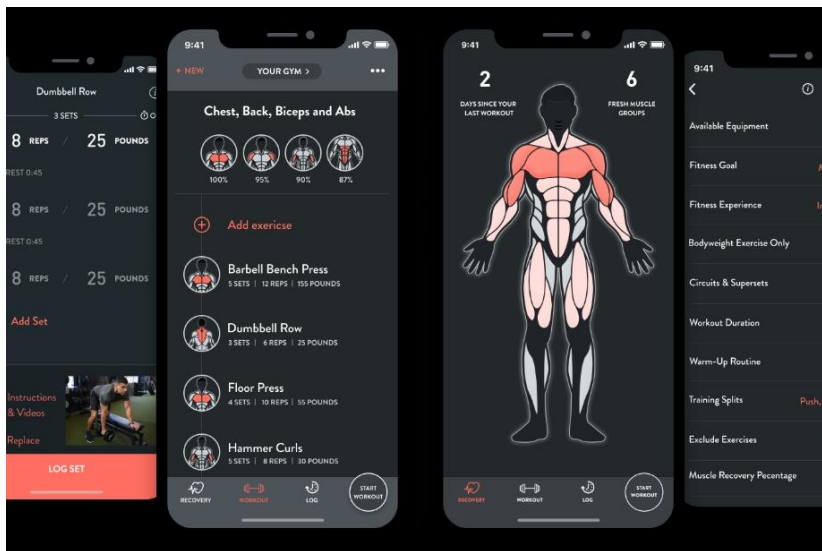 Dumbbell Row
3 SETS
8 REPS / 25 POUNDS
REST 0:45
8 REPS / 25 POUNDS
REST 0:45
8 REPS / 25 POUNDS
Add Set
Instructions
& Videos
Replace
LOG SET
9:41
+ NEW
YOUR GYM >
Chest, Back, Biceps and Abs
100% 95% 90% 87%
Add exericse
Barbell Bench Press
5 SETS | 12 REPS | 155 POUNDS
Dumbbell Row
3 SETS | 6 REPS | 25 POUNDS
Floor Press
4 SETS | 10 REPS | 55 POUNDS
Hammer Curls
5 SETS | 8 REPS | 30 POUNDS
RECOVERY WORKOUT LOG
START
WORKOUT
9:41
2
DAYS SINCE YOUR
LAST WORKOUT
6
FRESH MUSCLE
GROUPS
RECOVERY WORKOUT LOG
START
WORKOUT
9:41
Available Equipment
Fitness Goal
Fitness Experience
Bodyweight Exercise Only
Circuits & Supersets
Workout Duration
Warm-Up Routine
Training Splits Push,
Exclude Exercises
Muscle Recovery Pecentage